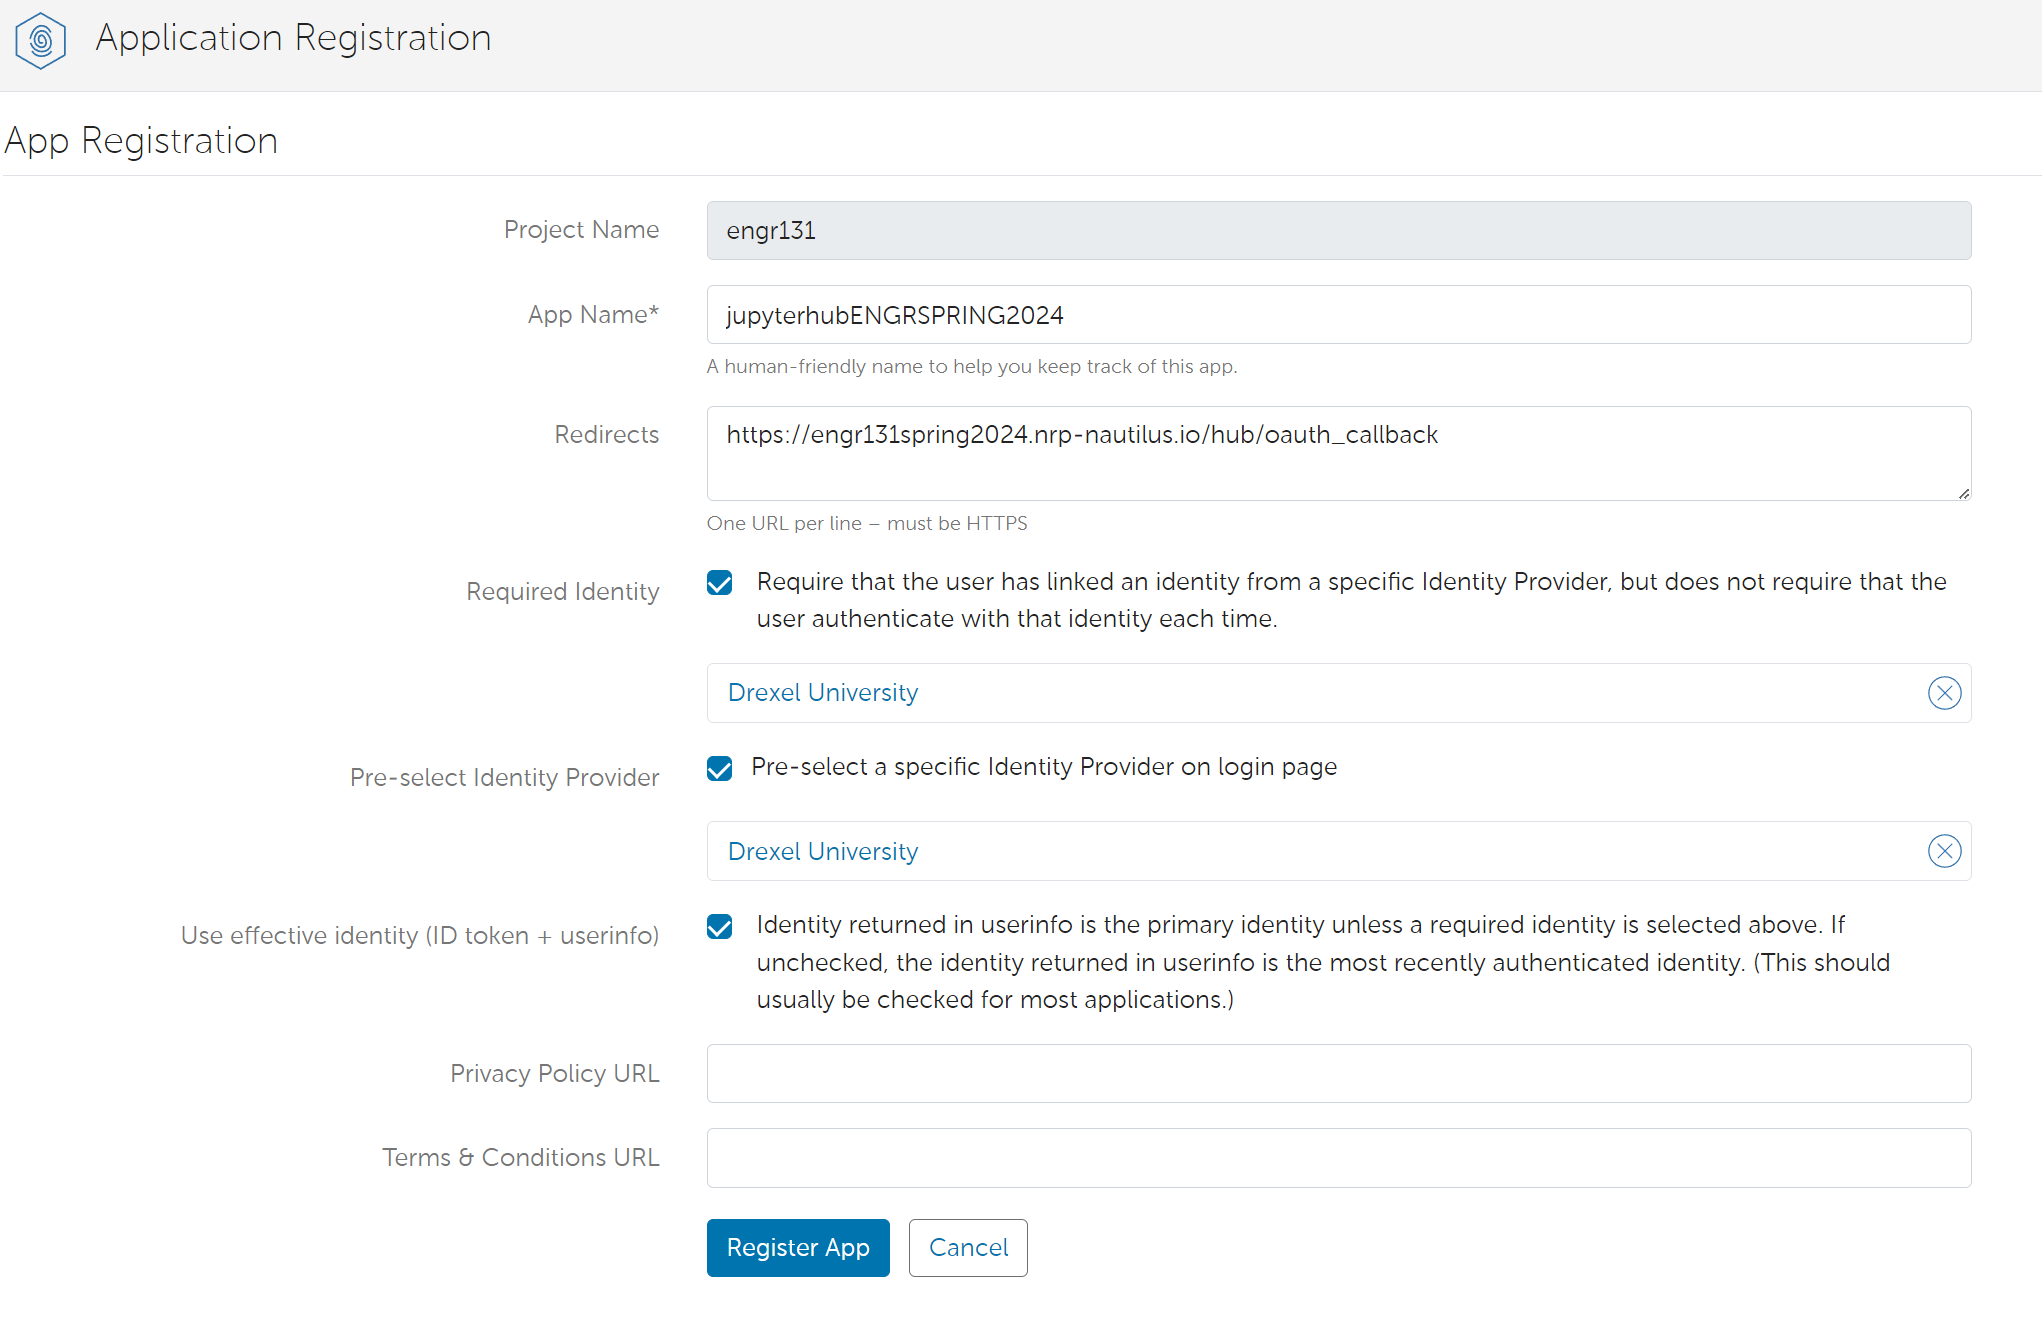 Application Registration
App Registration
Project Name
engr131
App Name*
jupyterhubENGRSPRING2024
A human-friendly name to help you keep track of this app.
Redirects
https://engr131spring2024.nrp-nautilus.io/hub/oauth_callback
One URL per line – must be HTTPS
Required Identity
Require that the user has linked an identity from a specific Identity Provider, but does not require that the
user authenticate with that identity each time.
Drexel University
Pre-select Identity Provider
Pre-select a specific Identity Provider on login page
Drexel University
Use effective identity (ID token + userinfo)
Identity returned in userinfo is the primary identity unless a required identity is selected above. If
unchecked, the identity returned in userinfo is the most recently authenticated identity. (This should
usually be checked for most applications.)
Privacy Policy URL
Terms & Conditions URL
Register App
Cancel